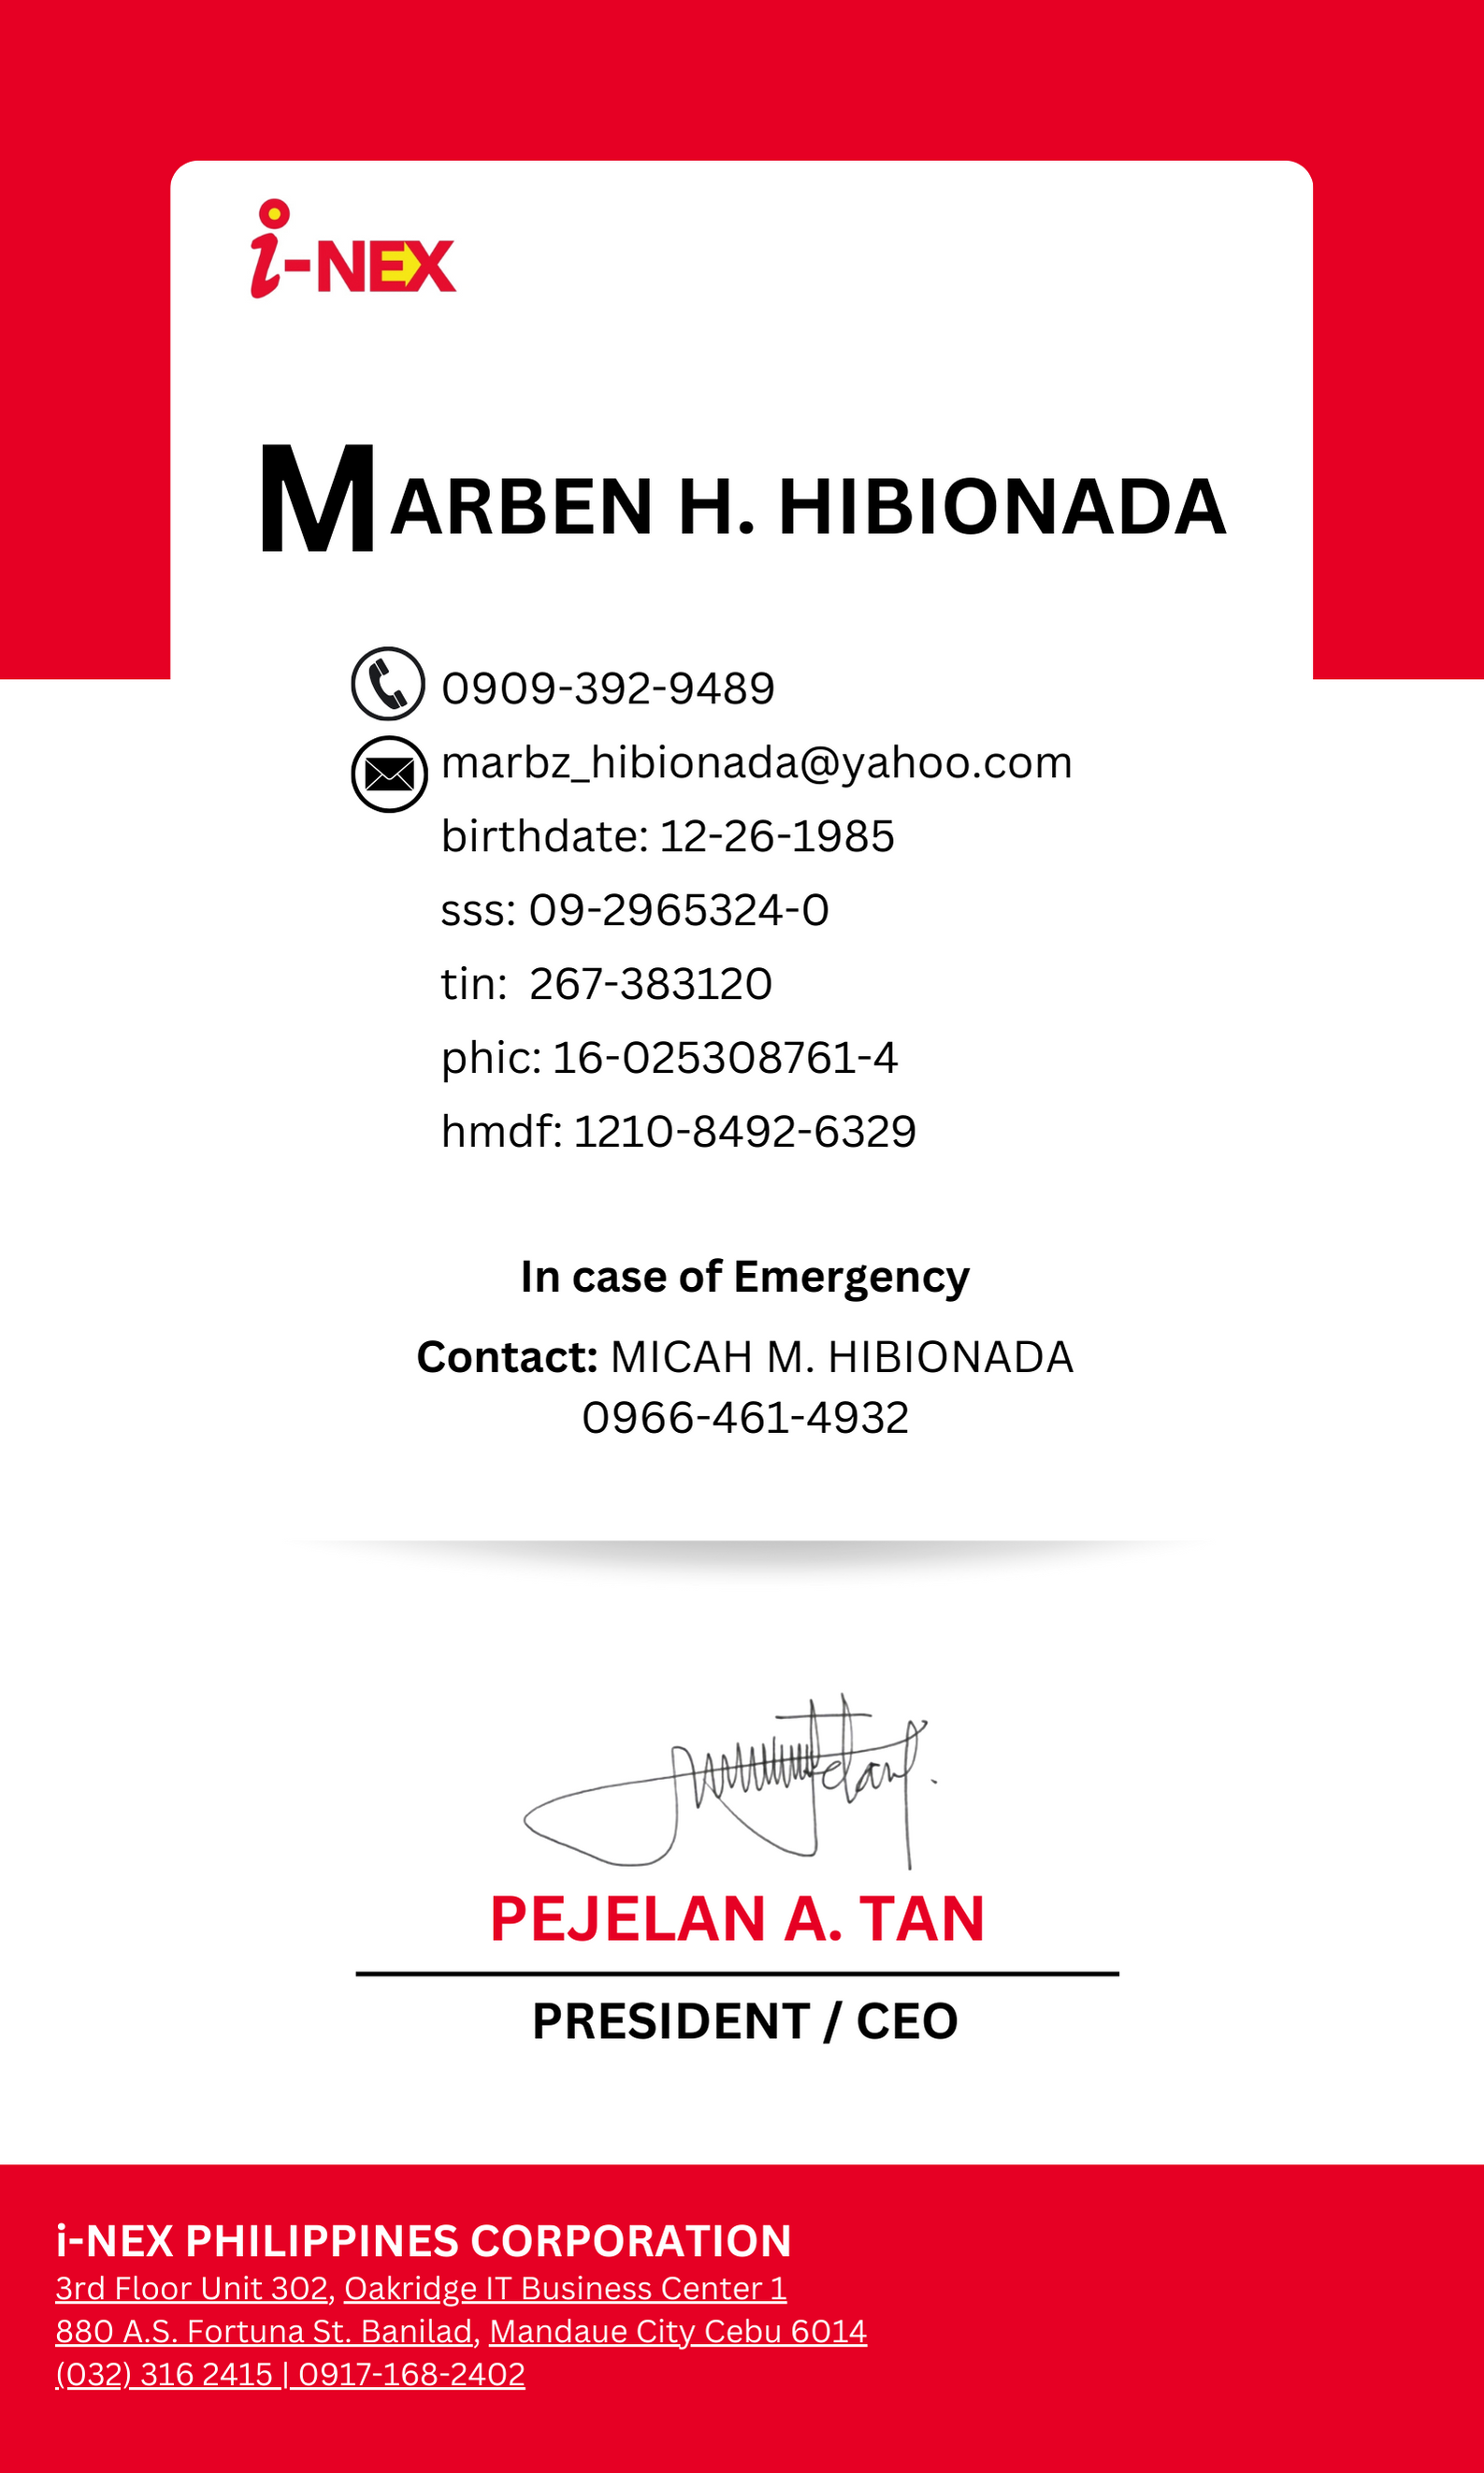 i-NEX
MARBEN H. HIBIONADA
0909-392-9489
marbz_hibionada@yahoo.com
birthdate: 12-26-1985
sss: 09-2965324-0
tin:  267-383120
phic: 16-025308761-4
hmdf: 1210-8492-6329
In case of Emergency
Contact: MICAH M. HIBIONADA
0966-461-4932
PEJELAN A. TAN
PRESIDENT / CEO
i-NEX PHILIPPINES CORPORATION
3rd Floor Unit 302, Oakridge IT Business Center 1
880 A.S. Fortuna St. Banilad, Mandaue City Cebu 6014
(032) 316 2415 | 0917-168-2402